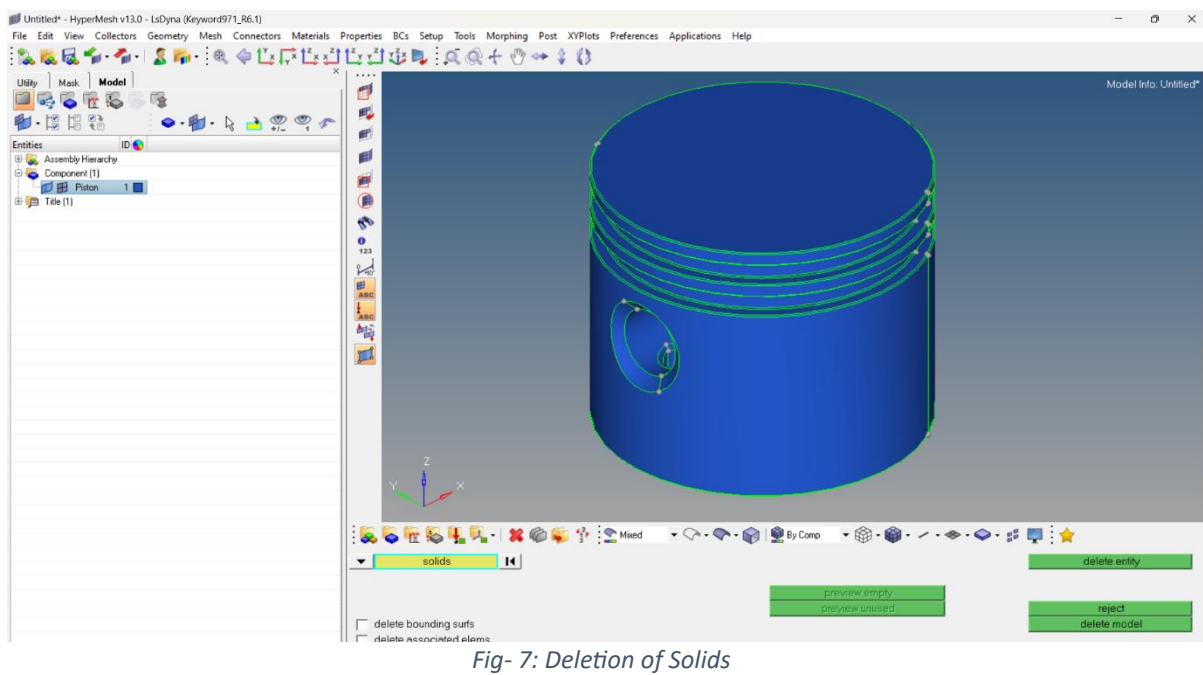 Untitled* - HyperMesh v13.0 - LsDyna (Keyword971_R6.1)
File Edit View Collectors Geometry Mesh Connectors Materials Properties BCs Setup Tools Morphing Post XYPlots Preferences Applications Help
Utility Mask Model
Model Info: Untitled*
Entities ID
Assembly Hierarchy
Component (1)
Piston 1
Title (1)
123
ABC
ABC
Z
Y X
Mixed By Comp
solids delete entity
preview empty
preview unused reject
delete bounding surfs delete model
delete associated elems
Fig- 7: Deletion of Solids